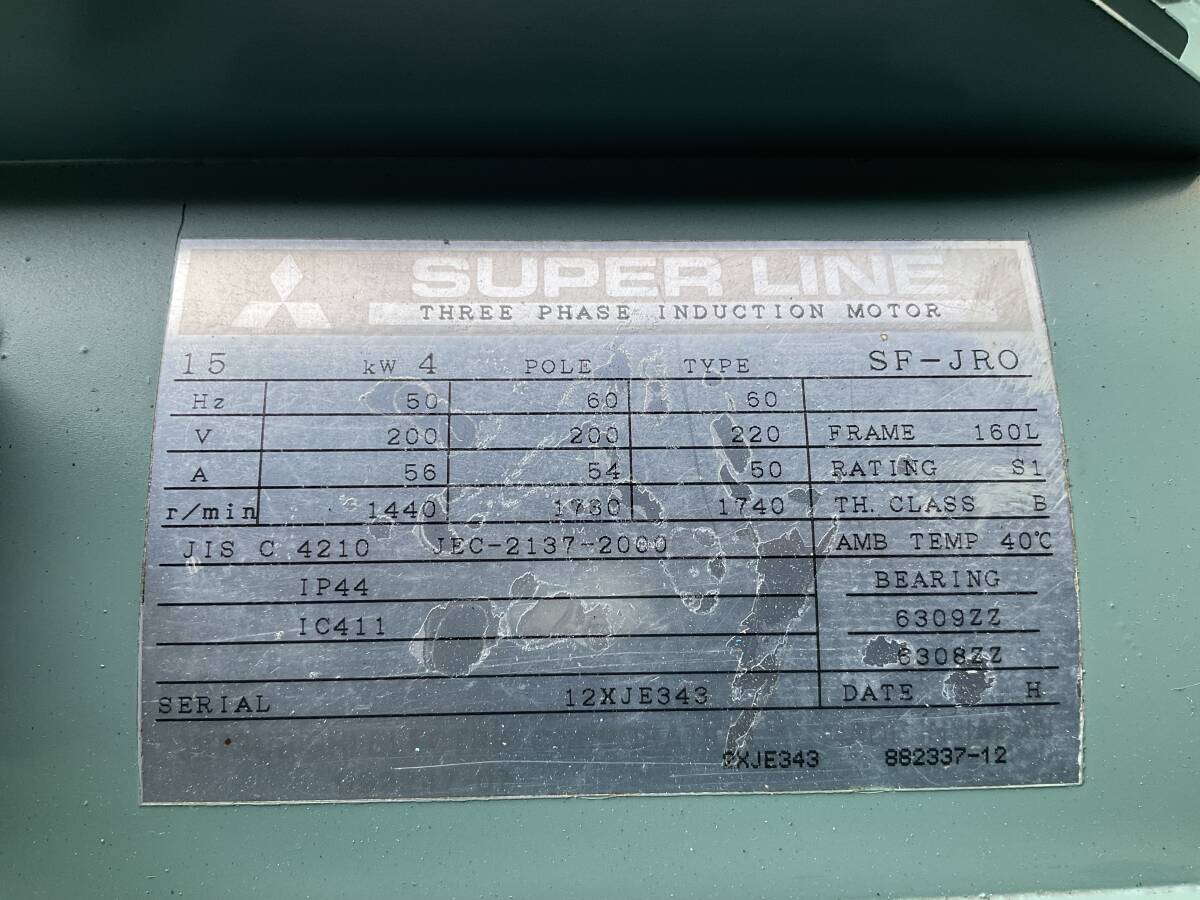 SUPER LINE
THREE PHASE INDUCTION MOTOR
15 kW 4 POLE TYPE SF-JRO
Hz 50 60 60
V 200 200 220 FRAME 160L
A 56 54 50 RATING S1
r/min 1440 1730 1740 TH. CLASS B
JIS C 4210 JEC-2137-2000 AMB TEMP 40℃
IP44 BEARING
IC411 6309ZZ
6308ZZ
SERIAL 12XJE343 DATE H
2XJE343 882337-12